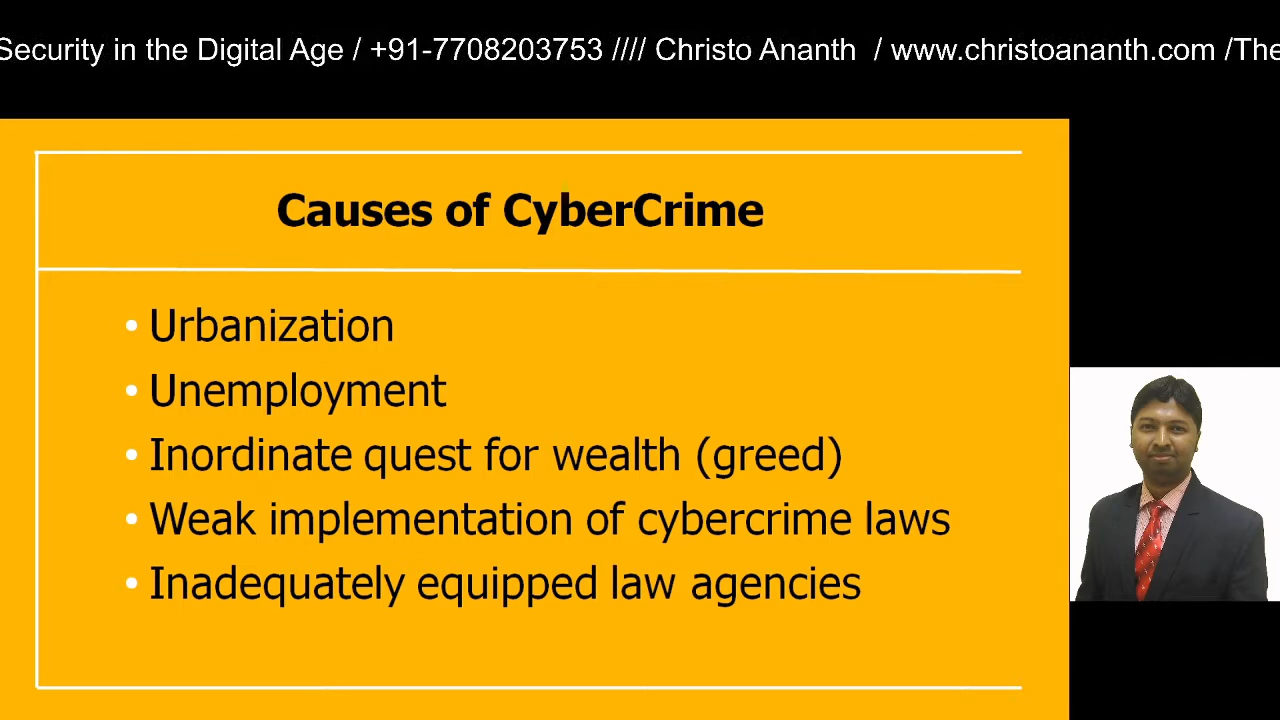 Security in the Digital Age / +91-7708203753 //// Christo Ananth / www.christoananth.com /The
Causes of CyberCrime
• Urbanization
• Unemployment
• Inordinate quest for wealth (greed)
• Weak implementation of cybercrime laws
• Inadequately equipped law agencies